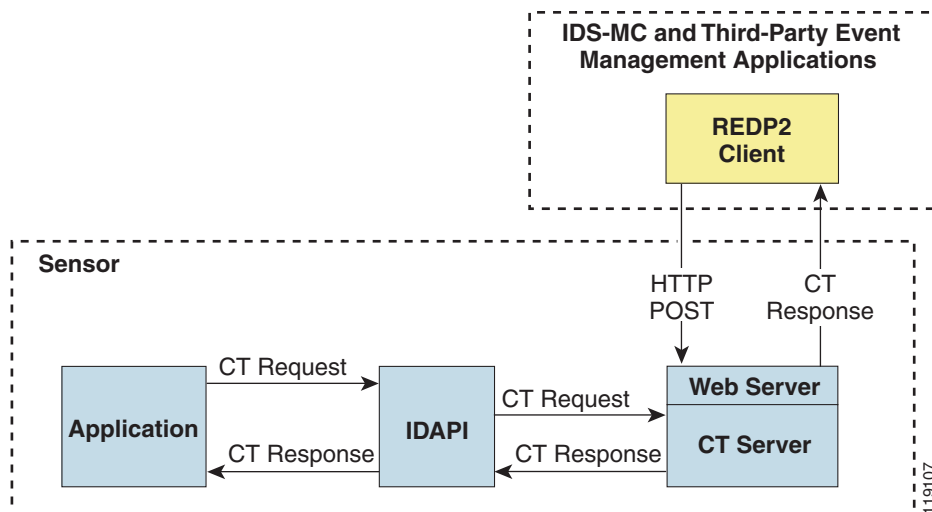 IDS-MC and Third-Party Event
Management Applications
REDP2
Client
Sensor
HTTP
POST
CT
Response
CT Request
Application
CT Response
IDAPI
CT Request
CT Response
Web Server
CT Server
119107